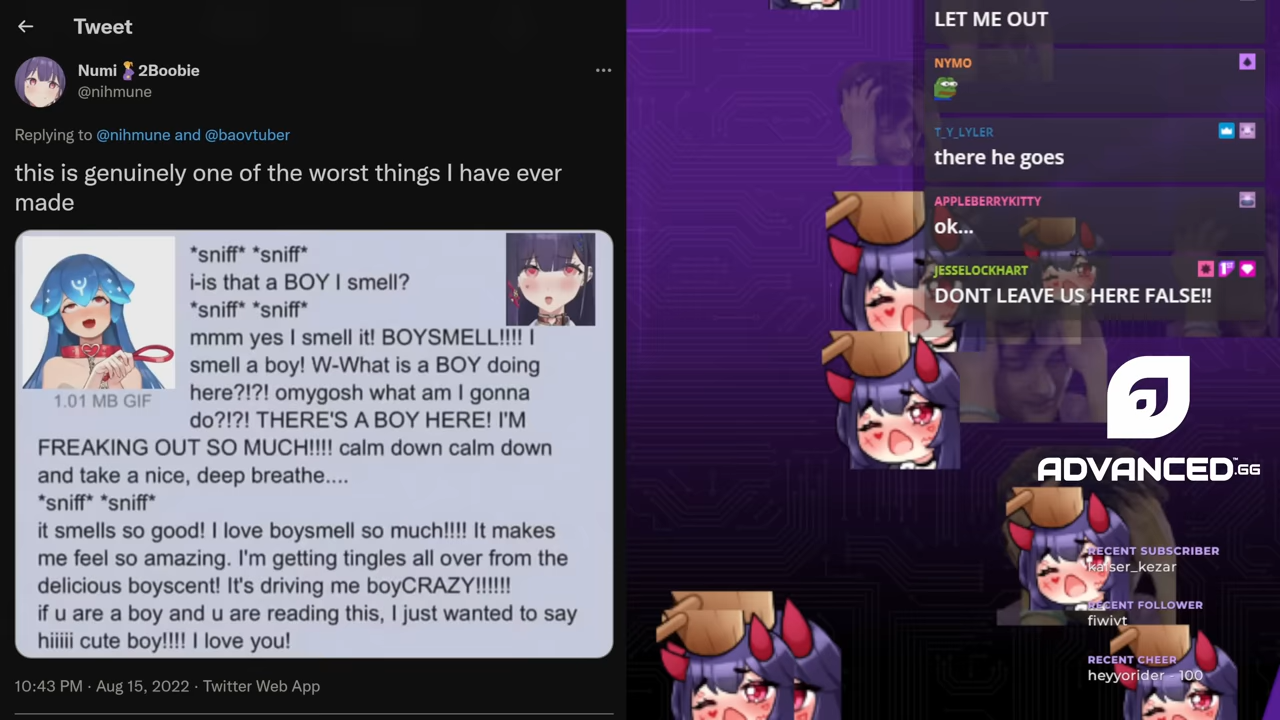 Tweet
Numi 2Boobie
@nihmune
Replying to @nihmune and @baovtuber
this is genuinely one of the worst things I have ever
made
*sniff* *sniff*
i-is that a BOY I smell?
*sniff* *sniff*
mmm yes I smell it! BOYSMELL!!!! I
smell a boy! W-What is a BOY doing
here?!?! omygosh what am I gonna
do?!?! THERE'S A BOY HERE! I'M
FREAKING OUT SO MUCH!!!! calm down calm down
and take a nice, deep breathe....
*sniff* *sniff*
it smells so good! I love boysmell so much!!!! It makes
me feel so amazing. I'm getting tingles all over from the
delicious boyscent! It's driving me boyCRAZY!!!!!!
if u are a boy and u are reading this, I just wanted to say
hiiiii cute boy!!!! I love you!
1.01 MB GIF
10:43 PM · Aug 15, 2022 · Twitter Web App
LET ME OUT
NYMO
T_Y_LYLER
there he goes
APPLEBERRYKITTY
ok...
JESSELOCKHART
DONT LEAVE US HERE FALSE!!
ADVANCED™.GG
RECENT SUBSCRIBER
kaiser_kezar
RECENT FOLLOWER
fiwivt
RECENT CHEER
heyyorider - 100